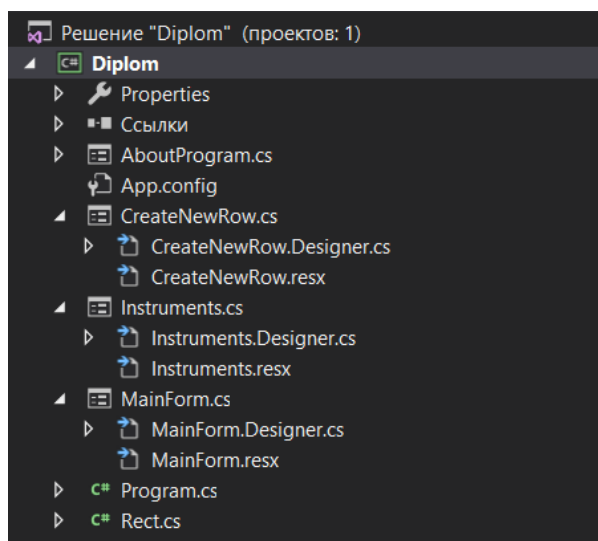 Решение "Diplom" (проектов: 1)
C# Diplom
Properties
Ссылки
AboutProgram.cs
App.config
CreateNewRow.cs
CreateNewRow.Designer.cs
CreateNewRow.resx
Instruments.cs
Instruments.Designer.cs
Instruments.resx
MainForm.cs
MainForm.Designer.cs
MainForm.resx
C# Program.cs
C# Rect.cs